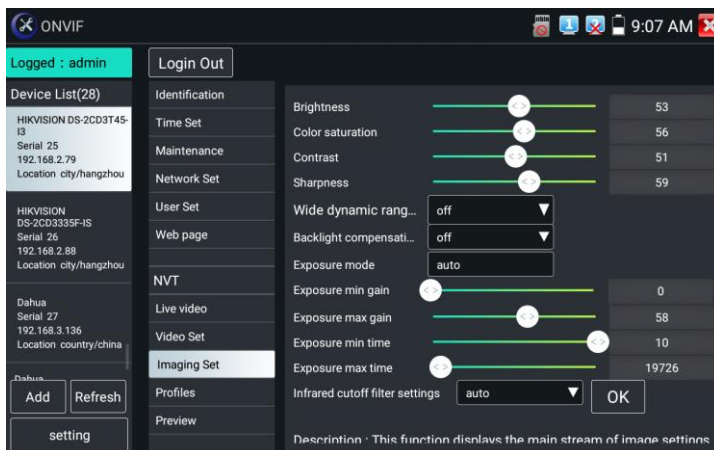 ONVIF
9:07 AM
Logged : admin
Login Out
Device List(28)
HIKVISION DS-2CD3T45-
I3
Serial 25
192.168.2.79
Location city/hangzhou
HIKVISION
DS-2CD3335F-IS
Serial 26
192.168.2.88
Location city/hangzhou
Dahua
Serial 27
192.168.3.136
Location country/china
Dahua
Add
Refresh
setting
Identification
Time Set
Maintenance
Network Set
User Set
Web page
NVT
Live video
Video Set
Imaging Set
Profiles
Preview
Brightness 53
Color saturation 56
Contrast 51
Sharpness 59
Wide dynamic rang... off
Backlight compensati... off
Exposure mode auto
Exposure min gain 0
Exposure max gain 58
Exposure min time 10
Exposure max time 19726
Infrared cutoff filter settings auto OK
Description : This function displays the main stream of image settings